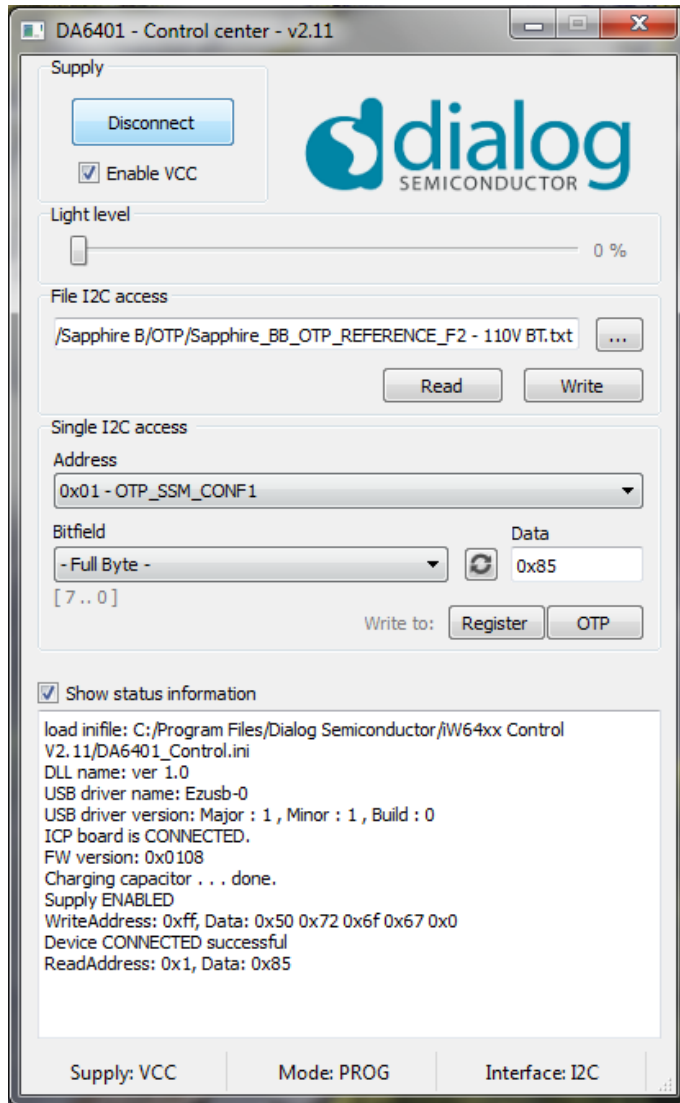 DA6401 - Control center - v2.11
Supply
Disconnect
Enable VCC
dialog
SEMICONDUCTOR
Light level
0 %
File I2C access
/Sapphire B/OTP/Sapphire_BB_OTP_REFERENCE_F2 - 110V BT.txt
...
Read
Write
Single I2C access
Address
0x01 - OTP_SSM_CONF1
Bitfield
Data
- Full Byte -
0x85
[ 7 . . 0 ]
Write to:
Register
OTP
Show status information
load inifile: C:/Program Files/Dialog Semiconductor/iW64xx Control
V2.11/DA6401_Control.ini
DLL name: ver 1.0
USB driver name: Ezusb-0
USB driver version: Major : 1 , Minor : 1 , Build : 0
ICP board is CONNECTED.
FW version: 0x0108
Charging capacitor . . . done.
Supply ENABLED
WriteAddress: 0xff, Data: 0x50 0x72 0x6f 0x67 0x0
Device CONNECTED successful
ReadAddress: 0x1, Data: 0x85
Supply: VCC
Mode: PROG
Interface: I2C